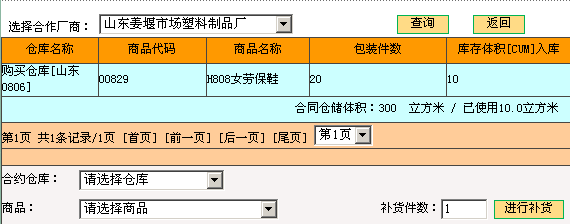 选择合作厂商: 山东姜堰市场塑料制品厂 查询 返回
仓库名称 商品代码 商品名称 包装件数 库存体积[CUM]入库
购买仓库[山东0806] 00829 H808女劳保鞋 20 10
合同仓储体积:300 立方米 / 已使用10.0立方米
第1页 共1条记录/1页 [首页] [前一页] [后一页] [尾页] 第1页
合约仓库: 请选择仓库
商品: 请选择商品 补货件数: 1 进行补货